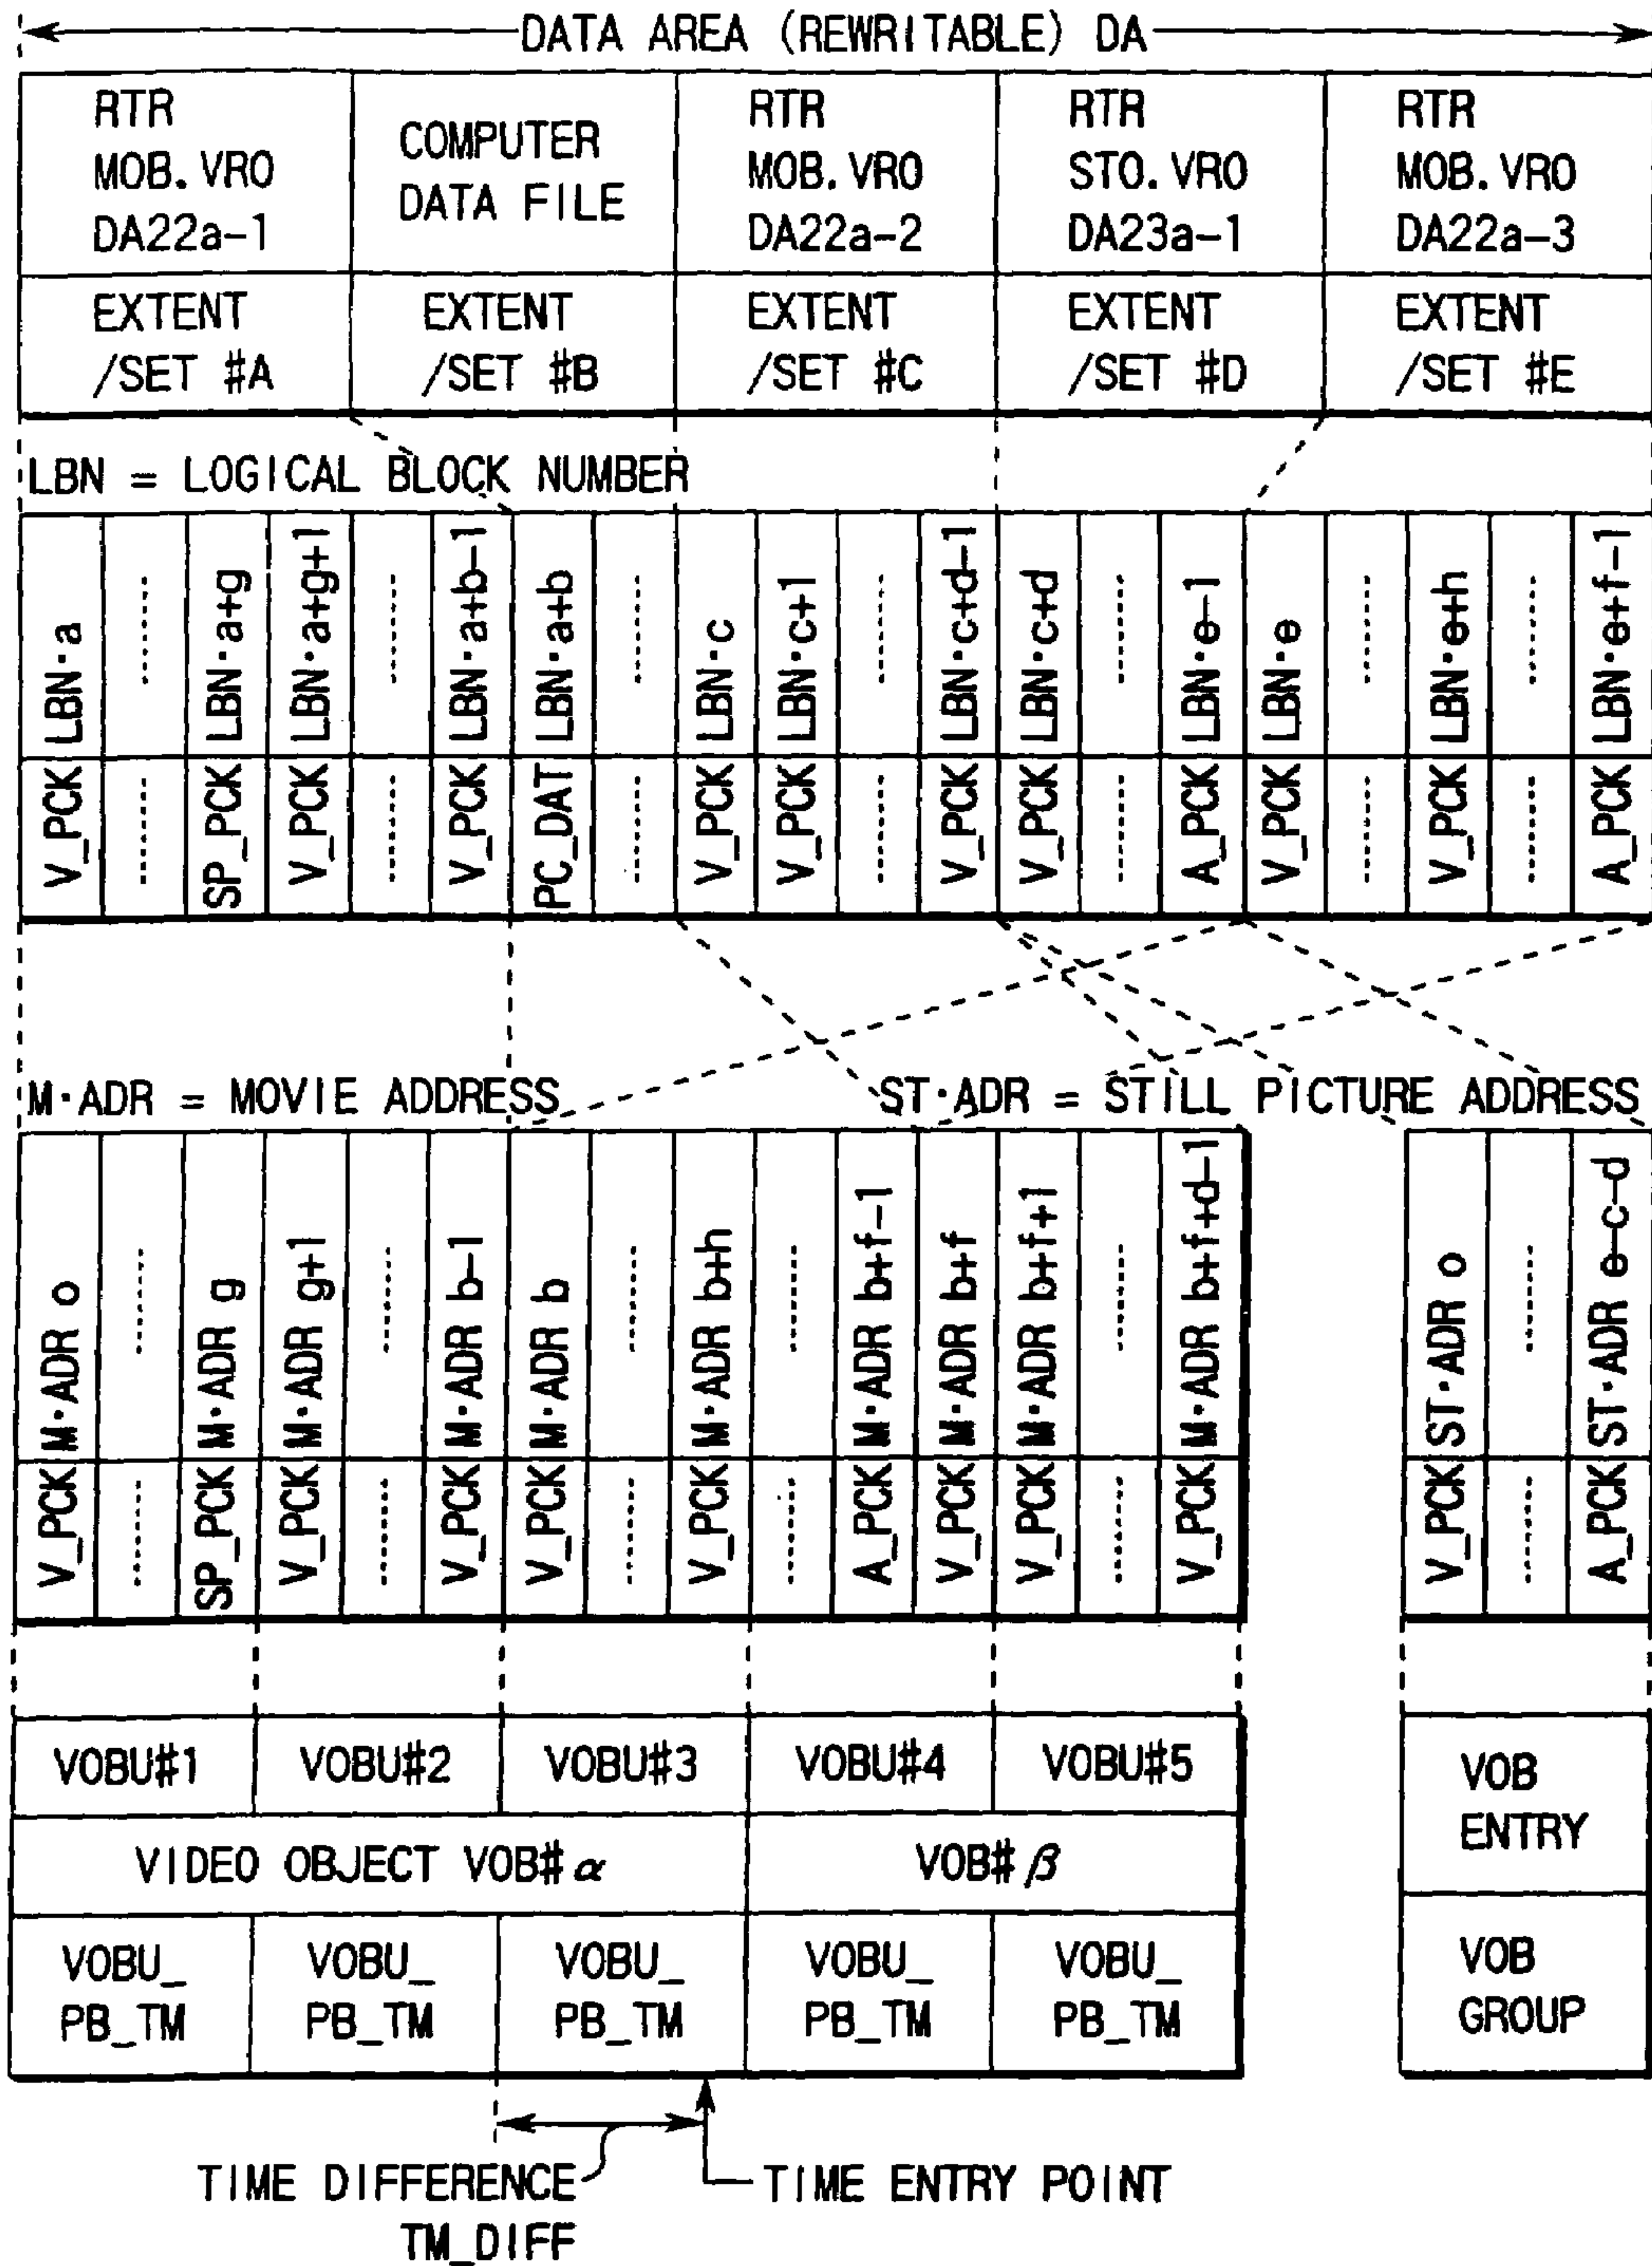 DATA AREA (REWRITABLE) DA
RTR
MOB.VRO
DA22a-1
COMPUTER
DATA FILE
RTR
MOB.VRO
DA22a-2
RTR
STO.VRO
DA23a-1
RTR
MOB.VRO
DA22a-3
EXTENT
/SET #A
EXTENT
/SET #B
EXTENT
/SET #C
EXTENT
/SET #D
EXTENT
/SET #E
LBN = LOGICAL BLOCK NUMBER
LBN·a
LBN·a+g
LBN·a+g+1
LBN·a+b-1
LBN·a+b
LBN·c
LBN·c+1
LBN·c+d-1
LBN·c+d
LBN·e-1
LBN·e
LBN·e+h
LBN·e+f-1
V_PCK
SP_PCK
V_PCK
V_PCK
PC_DAT
V_PCK
V_PCK
V_PCK
V_PCK
A_PCK
V_PCK
V_PCK
A_PCK
M·ADR = MOVIE ADDRESS
ST·ADR = STILL PICTURE ADDRESS
M·ADR o
M·ADR g
M·ADR g+1
M·ADR b-1
M·ADR b
M·ADR b+h
M·ADR b+f-1
M·ADR b+f
M·ADR b+f+1
M·ADR b+f+d-1
ST·ADR o
ST·ADR e-c-d
V_PCK
SP_PCK
V_PCK
V_PCK
V_PCK
V_PCK
A_PCK
V_PCK
V_PCK
V_PCK
V_PCK
A_PCK
VOBU#1
VOBU#2
VOBU#3
VOBU#4
VOBU#5
VOB
ENTRY
VIDEO OBJECT VOB#α
VOB#β
VOBU_
PB_TM
VOBU_
PB_TM
VOBU_
PB_TM
VOBU_
PB_TM
VOBU_
PB_TM
VOB
GROUP
TIME DIFFERENCE
TM_DIFF
TIME ENTRY POINT